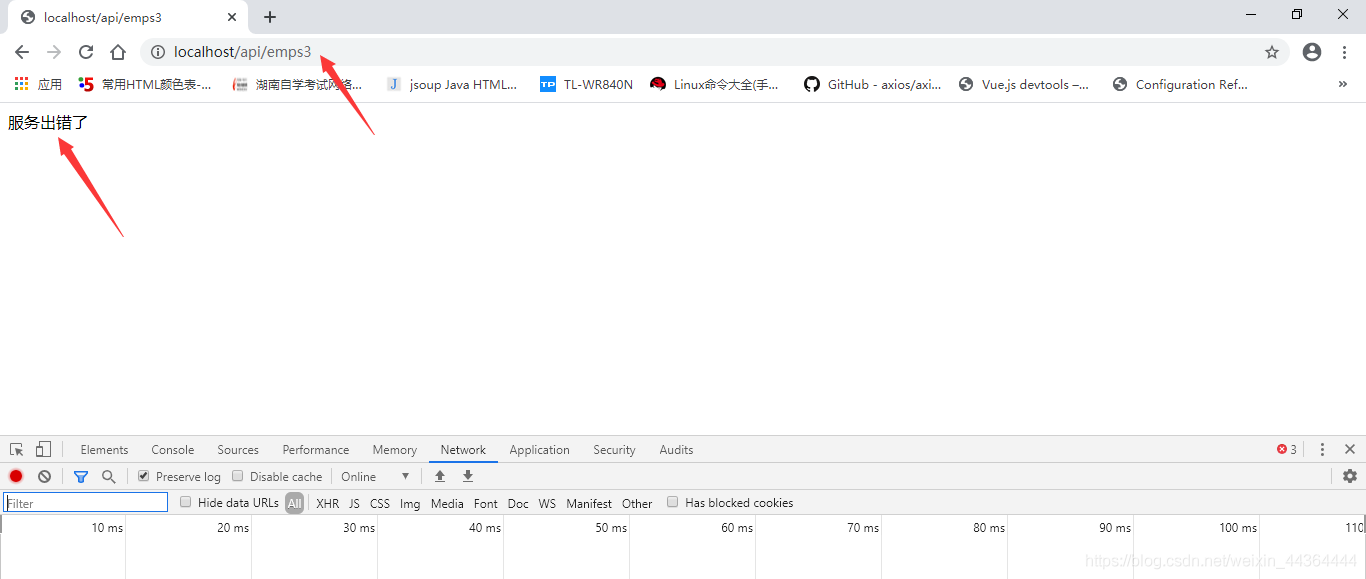 localhost/api/emps3
localhost/api/emps3
应用 常用HTML颜色表-... 湖南自学考试网络... jsoup Java HTML... TL-WR840N Linux命令大全(手... GitHub - axios/axi... Vue.js devtools –... Configuration Ref... »
服务出错了
Elements Console Sources Performance Memory Network Application Security Audits 3
Preserve log Disable cache Online
Filter Hide data URLs All XHR JS CSS Img Media Font Doc WS Manifest Other Has blocked cookies
10 ms 20 ms 30 ms 40 ms 50 ms 60 ms 70 ms 80 ms 90 ms 100 ms 110
https://blog.csdn.net/weixin_44364444